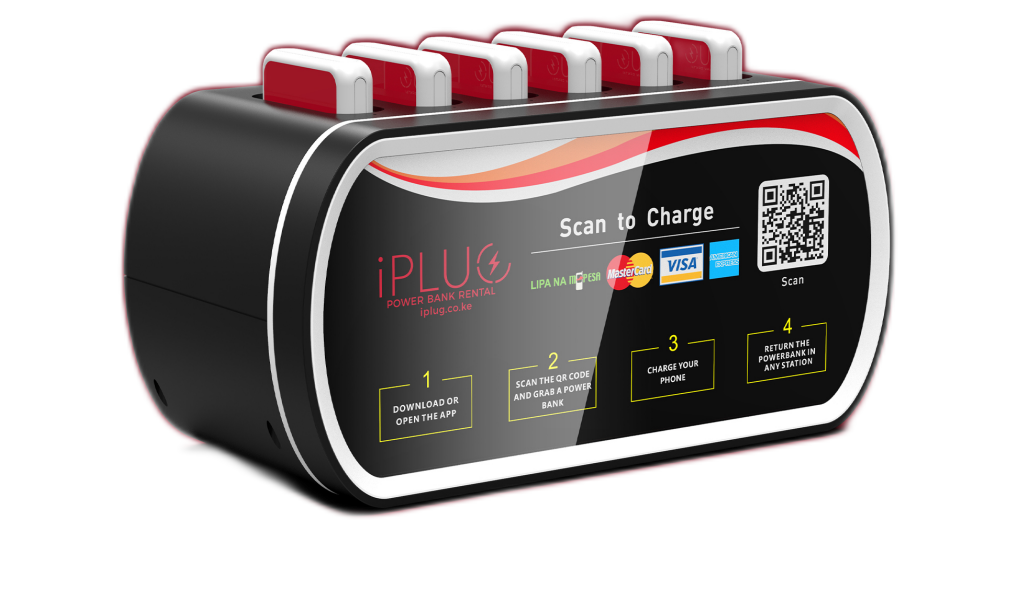 Scan to Charge
iPLUG
POWER BANK RENTAL
iplug.co.ke
LIPA NA M PESA
MasterCard
VISA
AMERICAN
EXPRESS
Scan
1
DOWNLOAD OR
OPEN THE APP
2
SCAN THE QR CODE
AND GRAB A POWER
BANK
3
CHARGE YOUR
PHONE
4
RETURN THE
POWERBANK IN
ANY STATION